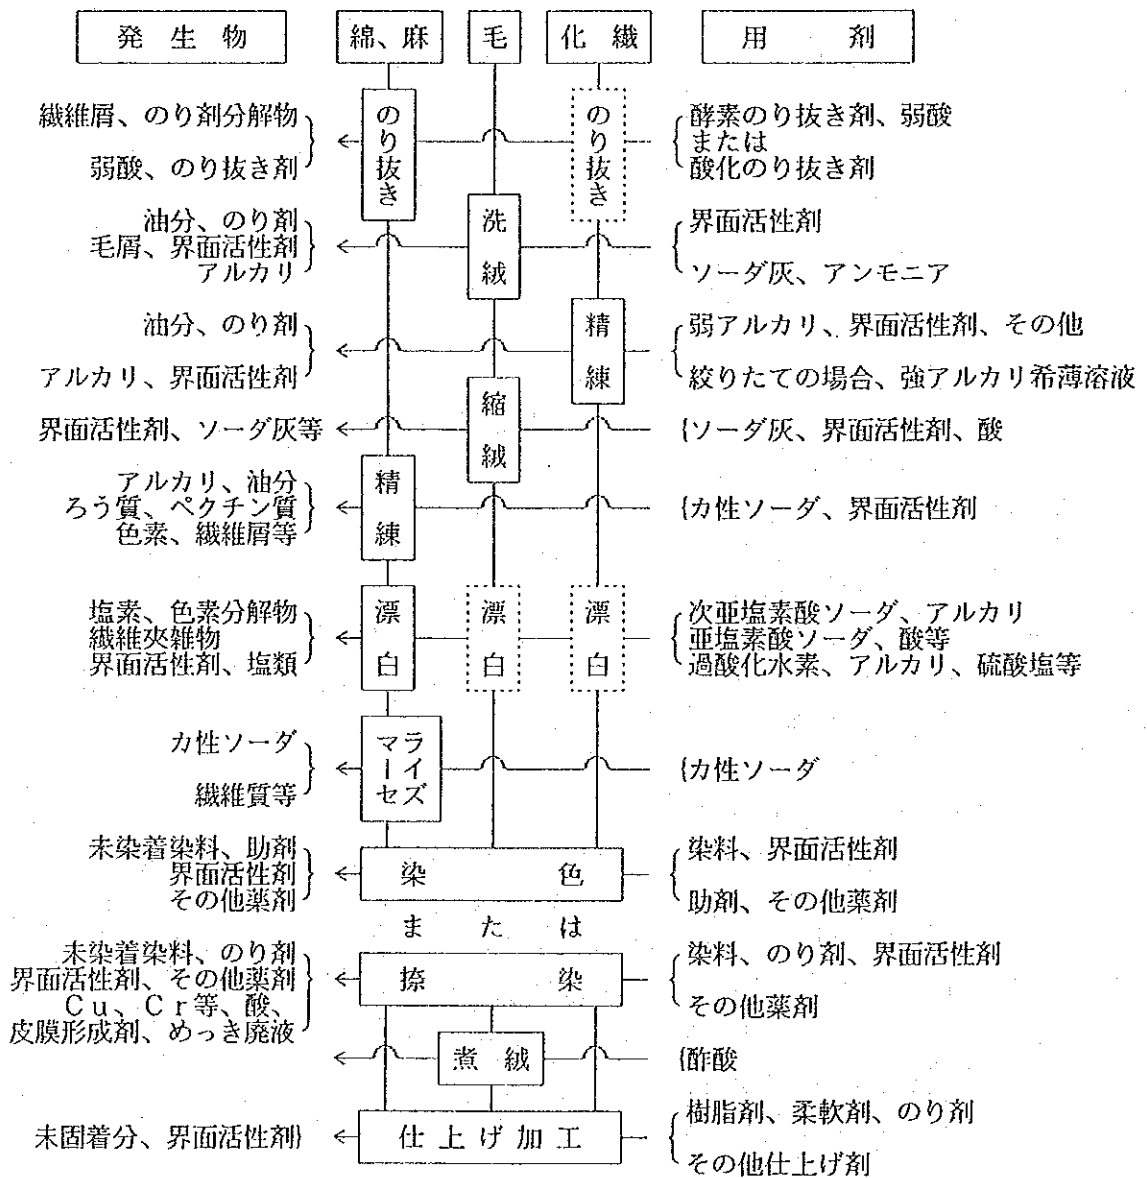 発生物 綿、麻 毛 化繊 用剤
繊維屑、のり剤分解物
弱酸、のり抜き剤
のり抜き
のり抜き
酵素のり抜き剤、弱酸
または
酸化のり抜き剤
油分、のり剤
毛屑、界面活性剤
アルカリ
洗絨
界面活性剤
ソーダ灰、アンモニア
油分、のり剤
アルカリ、界面活性剤
精練
弱アルカリ、界面活性剤、その他
絞りたての場合、強アルカリ希薄溶液
界面活性剤、ソーダ灰等
縮絨
ソーダ灰、界面活性剤、酸
アルカリ、油分
ろう質、ペクチン質
色素、繊維屑等
精練
カ性ソーダ、界面活性剤
塩素、色素分解物
繊維夾雑物
界面活性剤、塩類
漂白
漂白
漂白
次亜塩素酸ソーダ、アルカリ
亜塩素酸ソーダ、酸等
過酸化水素、アルカリ、硫酸塩等
カ性ソーダ
繊維質等
マーセ
ライズ
カ性ソーダ
未染着染料、助剤
界面活性剤
その他薬剤
染色
染料、界面活性剤
助剤、その他薬剤
または
未染着染料、のり剤
界面活性剤、その他薬剤
Cu、Cr等、酸、
皮膜形成剤、めっき廃液
捺染
染料、のり剤、界面活性剤
その他薬剤
煮絨
酢酸
未固着分、界面活性剤
仕上げ加工
樹脂剤、柔軟剤、のり剤
その他仕上げ剤